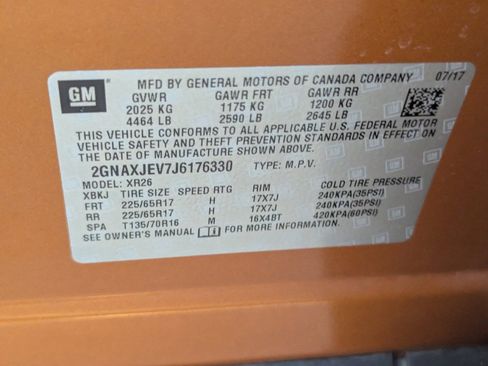 GM
MFD BY GENERAL MOTORS OF CANADA COMPANY 07/17
GVWR GAWR FRT GAWR RR
2025 KG 1175 KG 1200 KG
4464 LB 2590 LB 2645 LB
THIS VEHICLE CONFORMS TO ALL APPLICABLE U.S. FEDERAL MOTOR
VEHICLE SAFETY AND THEFT PREVENTION STANDARDS IN EFFECT
ON THE DATE OF MANUFACTURE SHOWN ABOVE.
2GNAXJEV7J6176330 TYPE: M.P.V.
MODEL: XR26
XBKJ TIRE SIZE SPEED RTG RIM COLD TIRE PRESSURE
FRT 225/65R17 H 17X7J 240KPA(35PSI)
RR 225/65R17 H 17X7J 240KPA(35PSI)
SPA T135/70R16 M 16X4BT 420KPA(60PSI)
SEE OWNER'S MANUAL FOR MORE INFORMATION